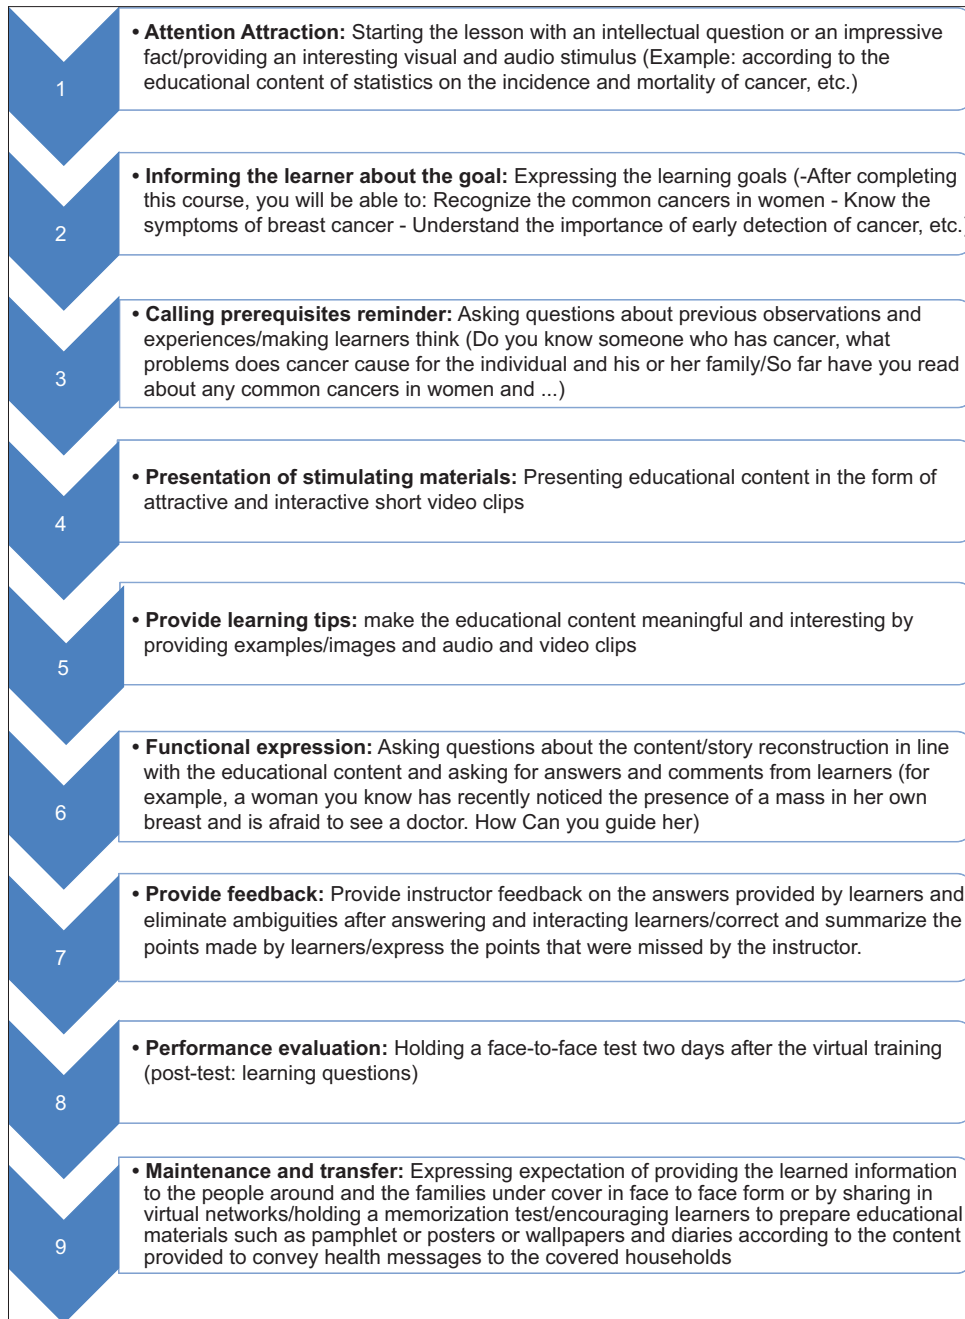 1
• Attention Attraction: Starting the lesson with an intellectual question or an impressive
fact/providing an interesting visual and audio stimulus (Example: according to the
educational content of statistics on the incidence and mortality of cancer, etc.)
2
• Informing the learner about the goal: Expressing the learning goals (-After completing
this course, you will be able to: Recognize the common cancers in women - Know the
symptoms of breast cancer - Understand the importance of early detection of cancer, etc.)
3
• Calling prerequisites reminder: Asking questions about previous observations and
experiences/making learners think (Do you know someone who has cancer, what
problems does cancer cause for the individual and his or her family/So far have you read
about any common cancers in women and ...)
4
• Presentation of stimulating materials: Presenting educational content in the form of
attractive and interactive short video clips
5
• Provide learning tips: make the educational content meaningful and interesting by
providing examples/images and audio and video clips
6
• Functional expression: Asking questions about the content/story reconstruction in line
with the educational content and asking for answers and comments from learners (for
example, a woman you know has recently noticed the presence of a mass in her own
breast and is afraid to see a doctor. How Can you guide her)
7
• Provide feedback: Provide instructor feedback on the answers provided by learners and
eliminate ambiguities after answering and interacting learners/correct and summarize the
points made by learners/express the points that were missed by the instructor.
8
• Performance evaluation: Holding a face-to-face test two days after the virtual training
(post-test: learning questions)
9
• Maintenance and transfer: Expressing expectation of providing the learned information
to the people around and the families under cover in face to face form or by sharing in
virtual networks/holding a memorization test/encouraging learners to prepare educational
materials such as pamphlet or posters or wallpapers and diaries according to the content
provided to convey health messages to the covered households